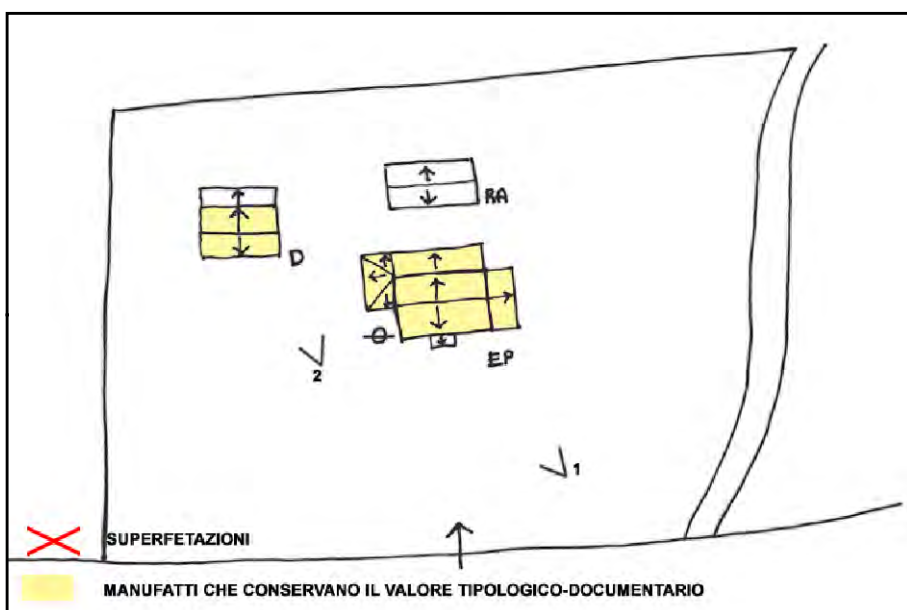 RA
D
EP
2
1
SUPERFETAZIONI
MANUFATTI CHE CONSERVANO IL VALORE TIPOLOGICO-DOCUMENTARIO